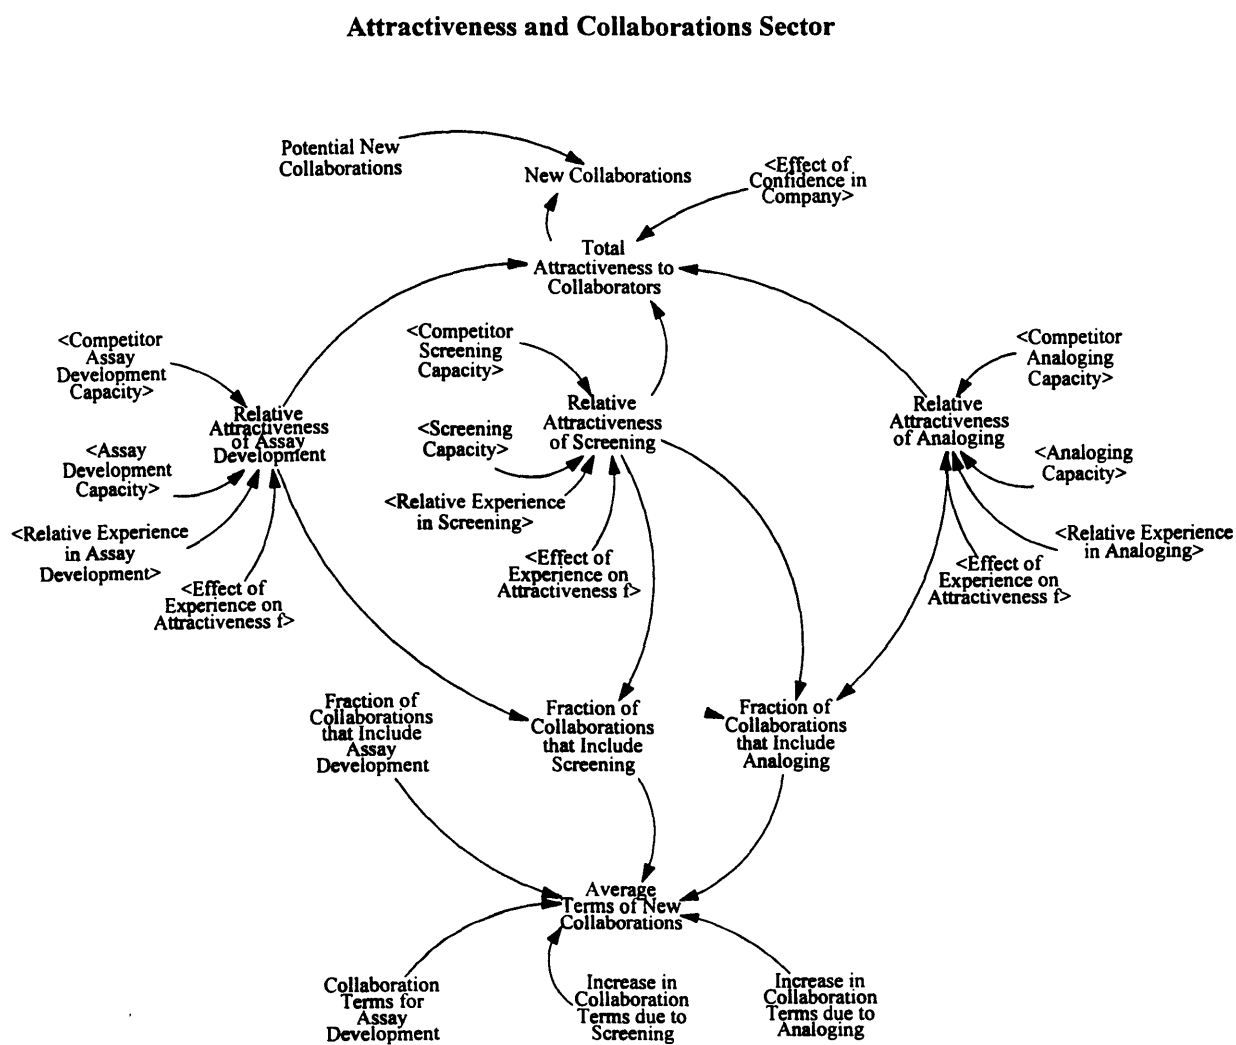 Attractiveness and Collaborations Sector
Potential New
Collaborations
New Collaborations
<Effect of
Confidence in
Company>
Total
Attractiveness to
Collaborators
<Competitor
Assay
Development
Capacity>
<Competitor
Screening
Capacity>
<Competitor
Analoging
Capacity>
Relative
Attractiveness
of Assay
Development
Relative
Attractiveness
of Screening
Relative
Attractiveness
of Analoging
<Assay
Development
Capacity>
<Screening
Capacity>
<Analoging
Capacity>
<Relative Experience
in Assay
Development>
<Relative Experience
in Screening>
<Relative Experience
in Analoging>
<Effect of
Experience on
Attractiveness f>
<Effect of
Experience on
Attractiveness f>
<Effect of
Experience on
Attractiveness f>
Fraction of
Collaborations
that Include
Assay
Development
Fraction of
Collaborations
that Include
Screening
Fraction of
Collaborations
that Include
Analoging
Average
Terms of New
Collaborations
Collaboration
Terms for
Assay
Development
Increase in
Collaboration
Terms due to
Screening
Increase in
Collaboration
Terms due to
Analoging